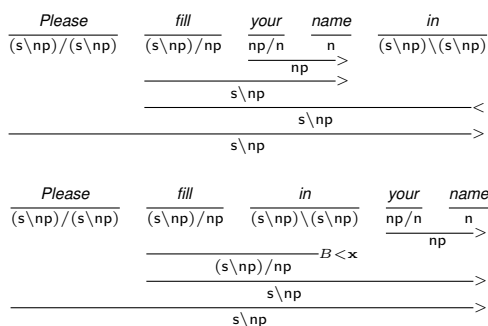 Please fill your name in
(s\np)/(s\np) (s\np)/np np/n n (s\np)\(s\np)
np >
s\np >
s\np <
s\np >
Please fill in your name
(s\np)/(s\np) (s\np)/np (s\np)\(s\np) np/n n
np >
(s\np)/np B<x
s\np >
s\np >